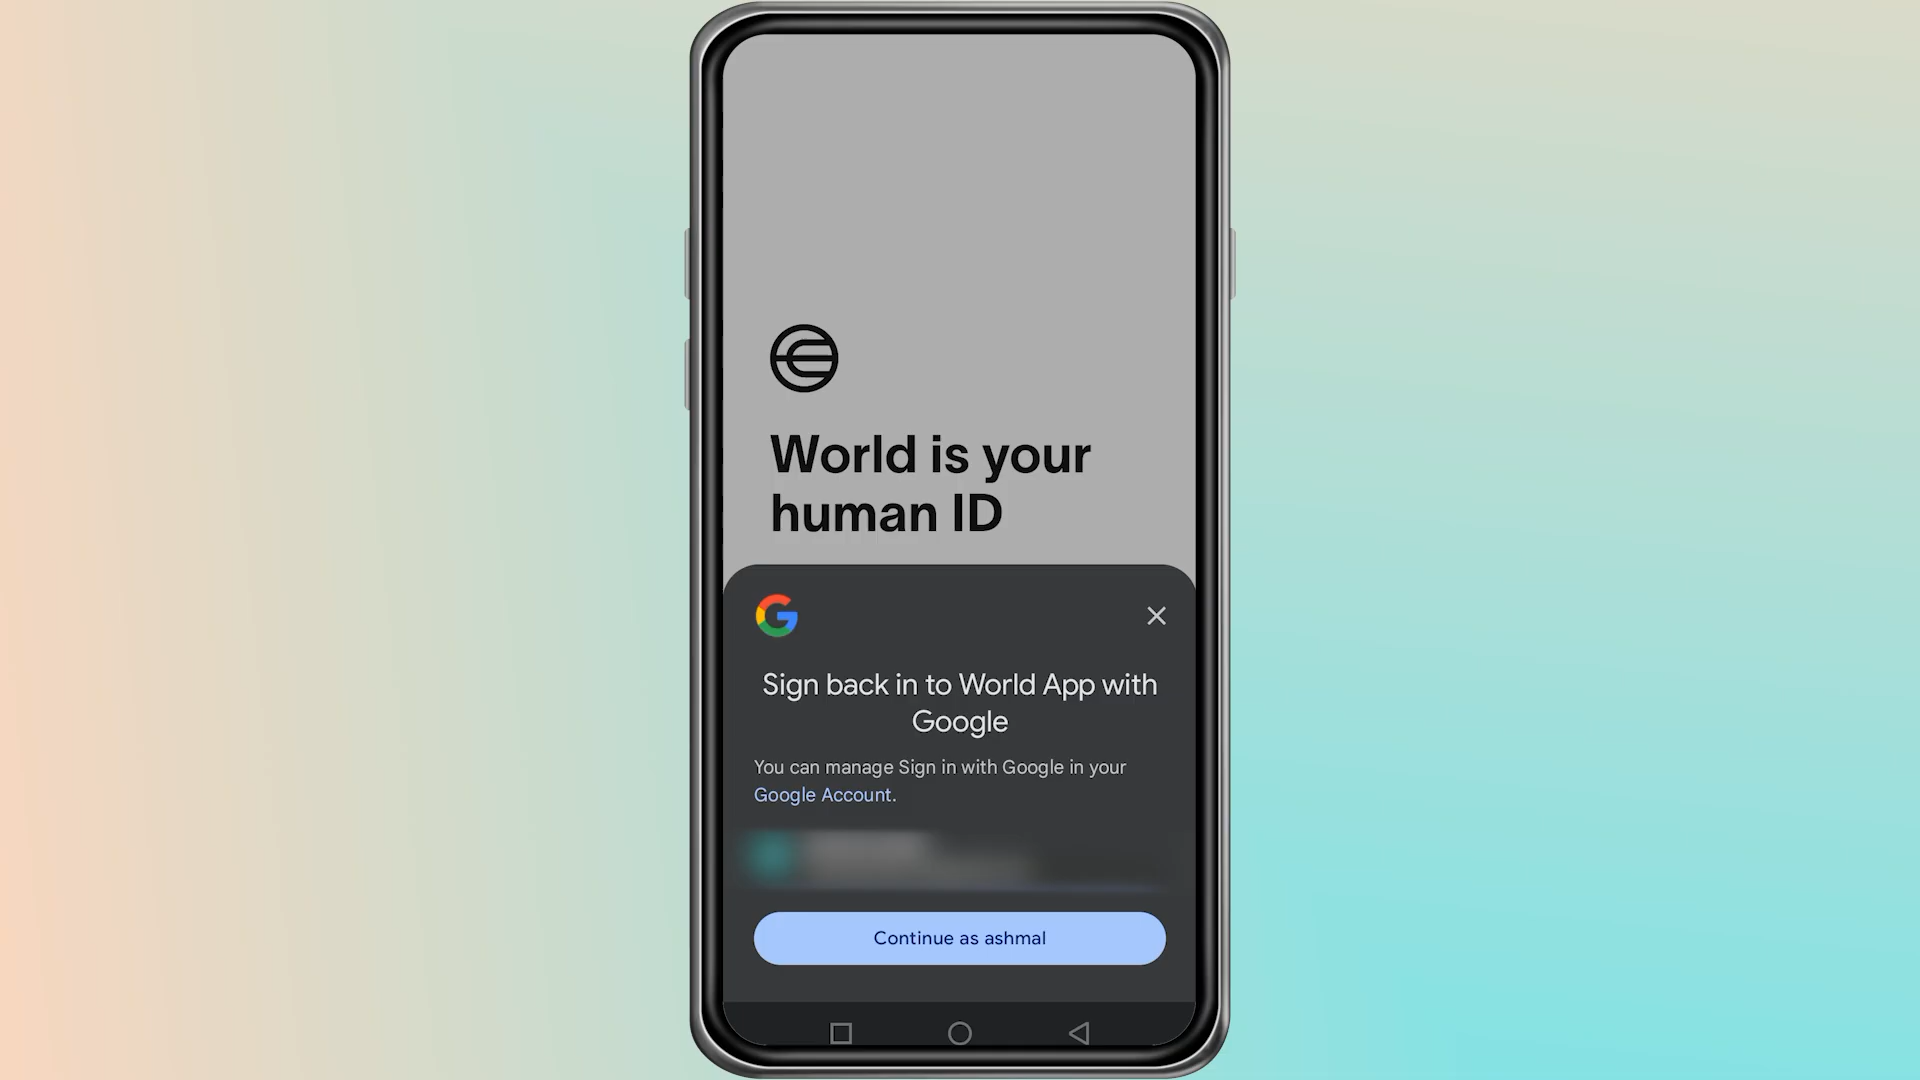 World is your
human ID
Sign back in to World App with
Google
You can manage Sign in with Google in your
Google Account.
Continue as ashmal